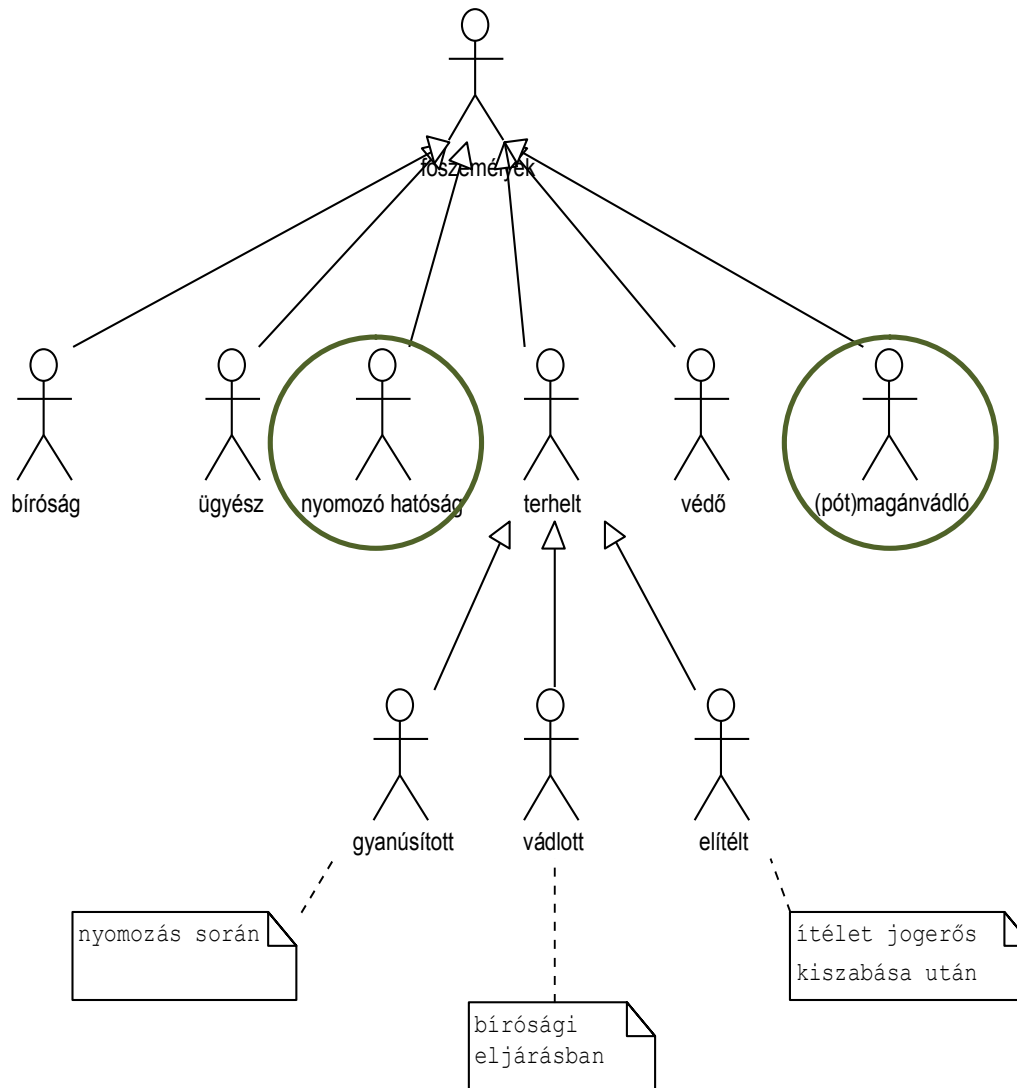 főszemélyek
bíróság
ügyész
nyomozó hatóság
terhelt
védő
(pót)magánvádló
gyanúsított
vádlott
elítélt
nyomozás során
bírósági
eljárásban
ítélet jogerős
kiszabása után